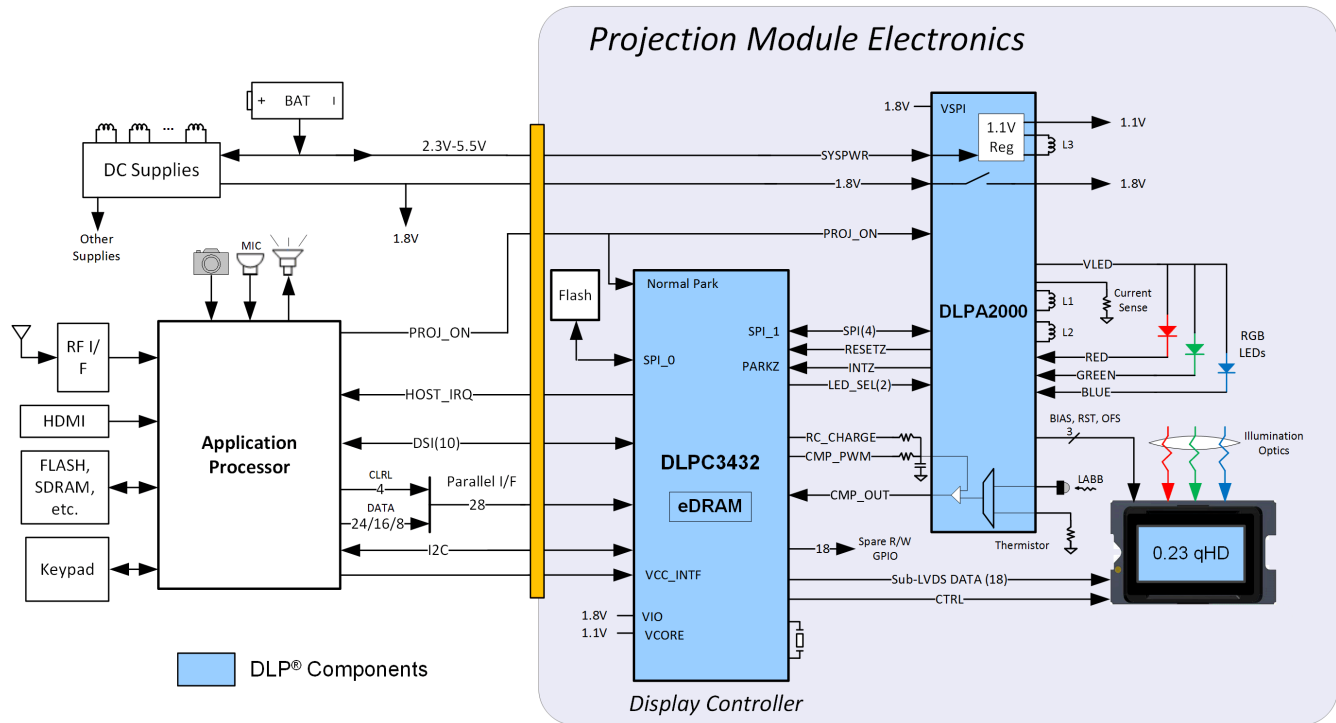 Projection Module Electronics
+ BAT I
DC Supplies
2.3V-5.5V
Other
Supplies
1.8V
MIC
RF I/
F
HDMI
FLASH,
SDRAM,
etc.
Keypad
Application
Processor
PROJ_ON
HOST_IRQ
DSI(10)
CLRL
4
DATA
24/16/8
Parallel I/F
28
I2C
SYSPWR
1.8V
PROJ_ON
Flash
Normal Park
SPI_0
SPI_1
PARKZ
DLPC3432
eDRAM
VCC_INTF
1.8V
VIO
1.1V
VCORE
Display Controller
SPI(4)
RESETZ
INTZ
LED_SEL(2)
RC_CHARGE
CMP_PWM
CMP_OUT
18
Spare R/W
GPIO
Sub-LVDS DATA (18)
CTRL
1.8V
VSPI
1.1V
Reg
1.1V
L3
1.8V
DLPA2000
VLED
Current
Sense
L1
L2
RED
GREEN
BLUE
RGB
LEDs
BIAS, RST, OFS
3
Illumination
Optics
LABB
Thermistor
0.23 qHD
DLP® Components